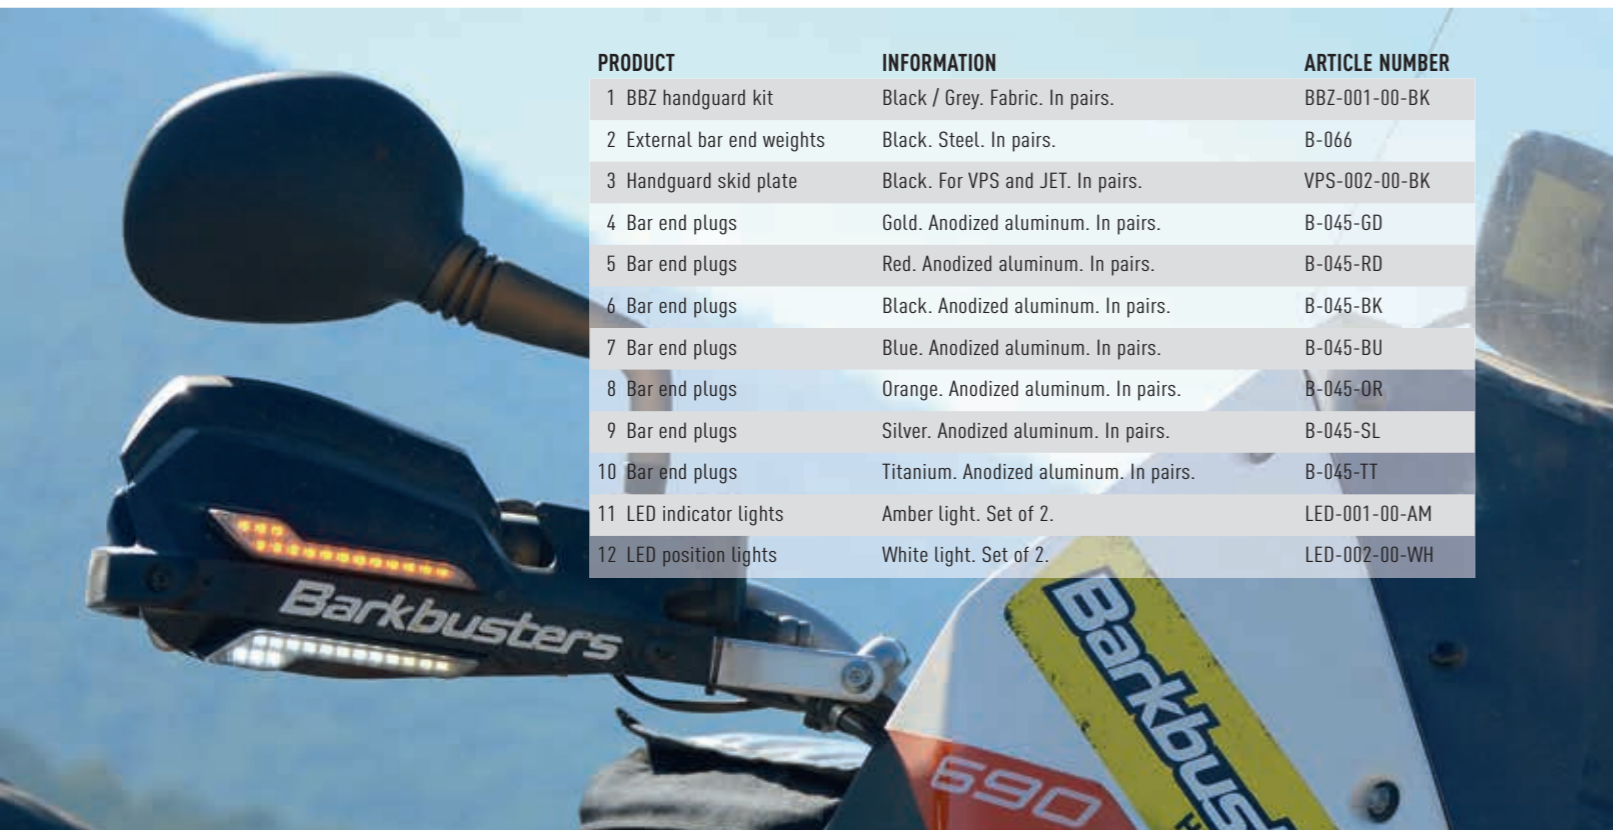 PRODUCT INFORMATION ARTICLE NUMBER
1 BBZ handguard kit Black / Grey. Fabric. In pairs. BBZ-001-00-BK
2 External bar end weights Black. Steel. In pairs. B-066
3 Handguard skid plate Black. For VPS and JET. In pairs. VPS-002-00-BK
4 Bar end plugs Gold. Anodized aluminum. In pairs. B-045-GD
5 Bar end plugs Red. Anodized aluminum. In pairs. B-045-RD
6 Bar end plugs Black. Anodized aluminum. In pairs. B-045-BK
7 Bar end plugs Blue. Anodized aluminum. In pairs. B-045-BU
8 Bar end plugs Orange. Anodized aluminum. In pairs. B-045-OR
9 Bar end plugs Silver. Anodized aluminum. In pairs. B-045-SL
10 Bar end plugs Titanium. Anodized aluminum. In pairs. B-045-TT
11 LED indicator lights Amber light. Set of 2. LED-001-00-AM
12 LED position lights White light. Set of 2. LED-002-00-WH
Barkbusters
Barkbus
690